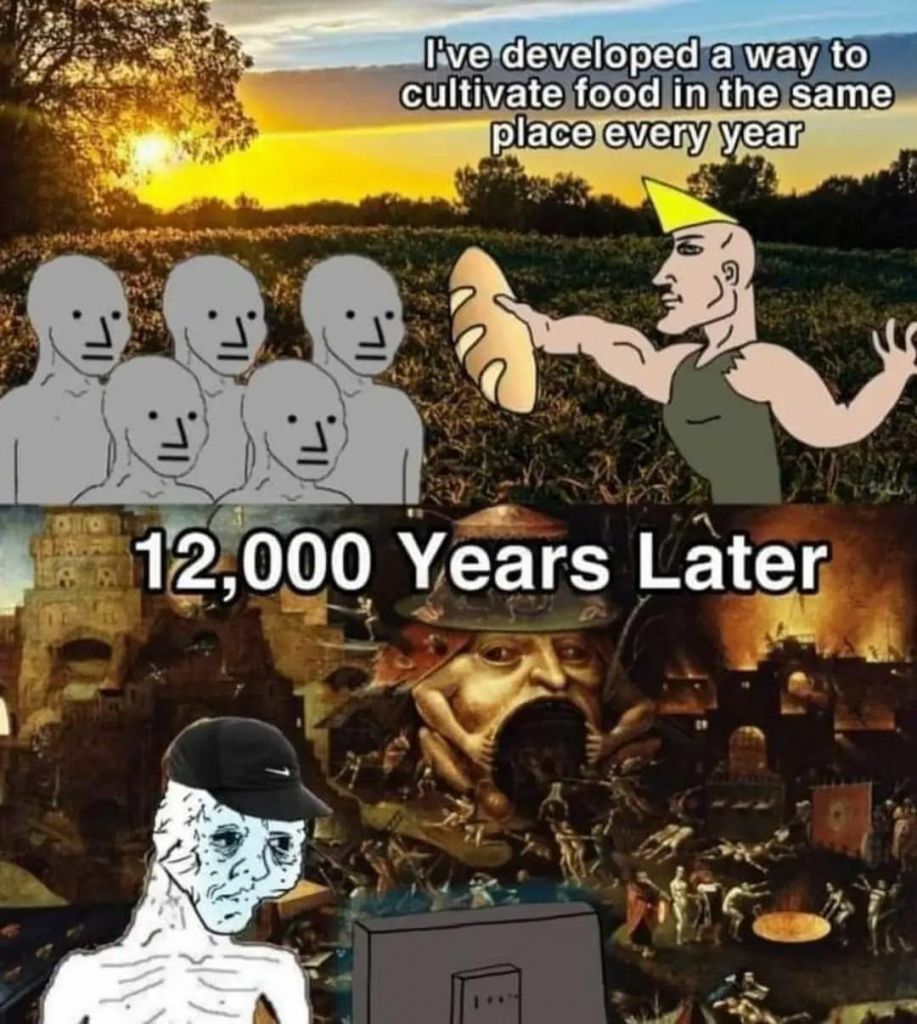 I've developed a way to
cultivate food in the same
place every year
12,000 Years Later